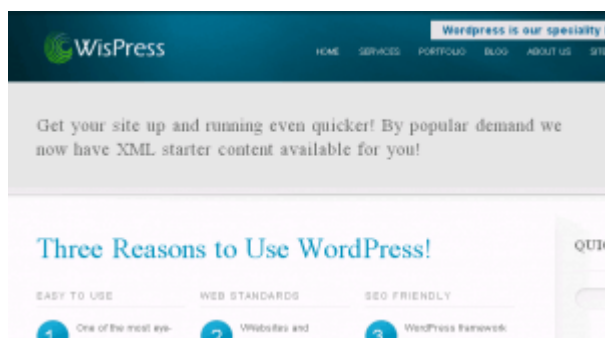 Wordpress is our speciality
WisPress
HOME SERVICES PORTFOLIO BLOG ABOUT US
Get your site up and running even quicker! By popular demand we
now have XML starter content available for you!
Three Reasons to Use WordPress!
EASY TO USE WEB STANDARDS SEO FRIENDLY
1 One of the most eye-
2 VWebsites and
3 WordPress framework